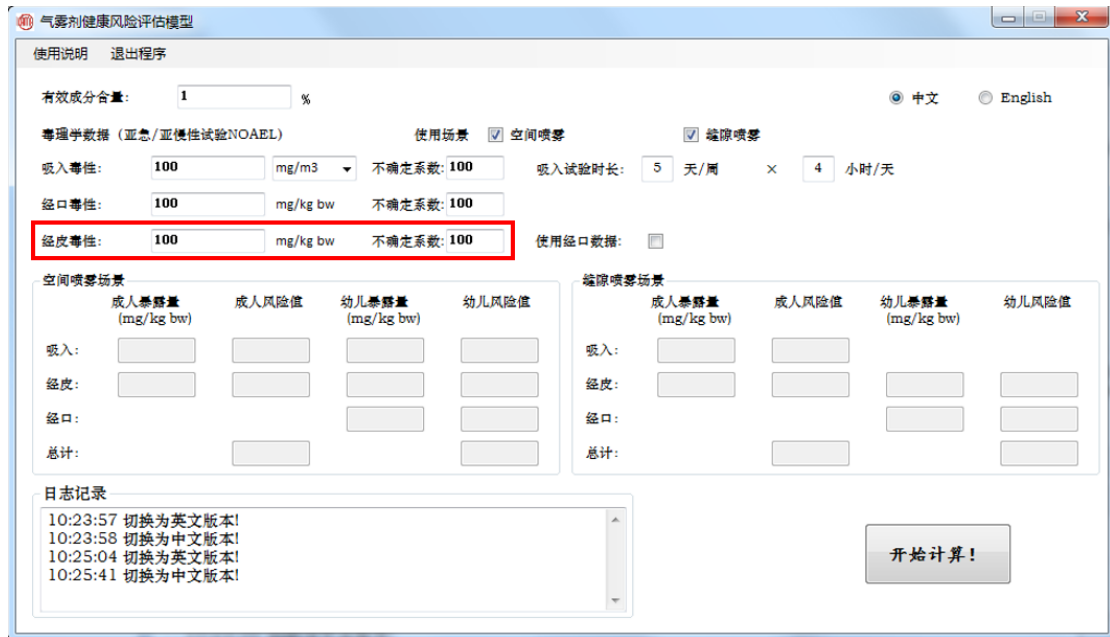 气雾剂健康风险评估模型
使用说明 退出程序
有效成分含量: 1 % 中文 English
毒理学数据 (亚急/亚慢性试验NOAEL) 使用场景 空间喷雾 缝隙喷雾
吸入毒性: 100 mg/m3 不确定系数: 100 吸入试验时长: 5 天/周 × 4 小时/天
经口毒性: 100 mg/kg bw 不确定系数: 100
经皮毒性: 100 mg/kg bw 不确定系数: 100 使用经口数据:
空间喷雾场景 缝隙喷雾场景
成人暴露量 成人风险值 幼儿暴露量 幼儿风险值 成人暴露量 成人风险值 幼儿暴露量 幼儿风险值
(mg/kg bw) (mg/kg bw) (mg/kg bw) (mg/kg bw)
吸入: 吸入:
经皮: 经皮:
经口: 经口:
总计: 总计:
日志记录
10:23:57 切换为英文版本!
10:23:58 切换为中文版本!
10:25:04 切换为英文版本!
10:25:41 切换为中文版本!
开始计算!